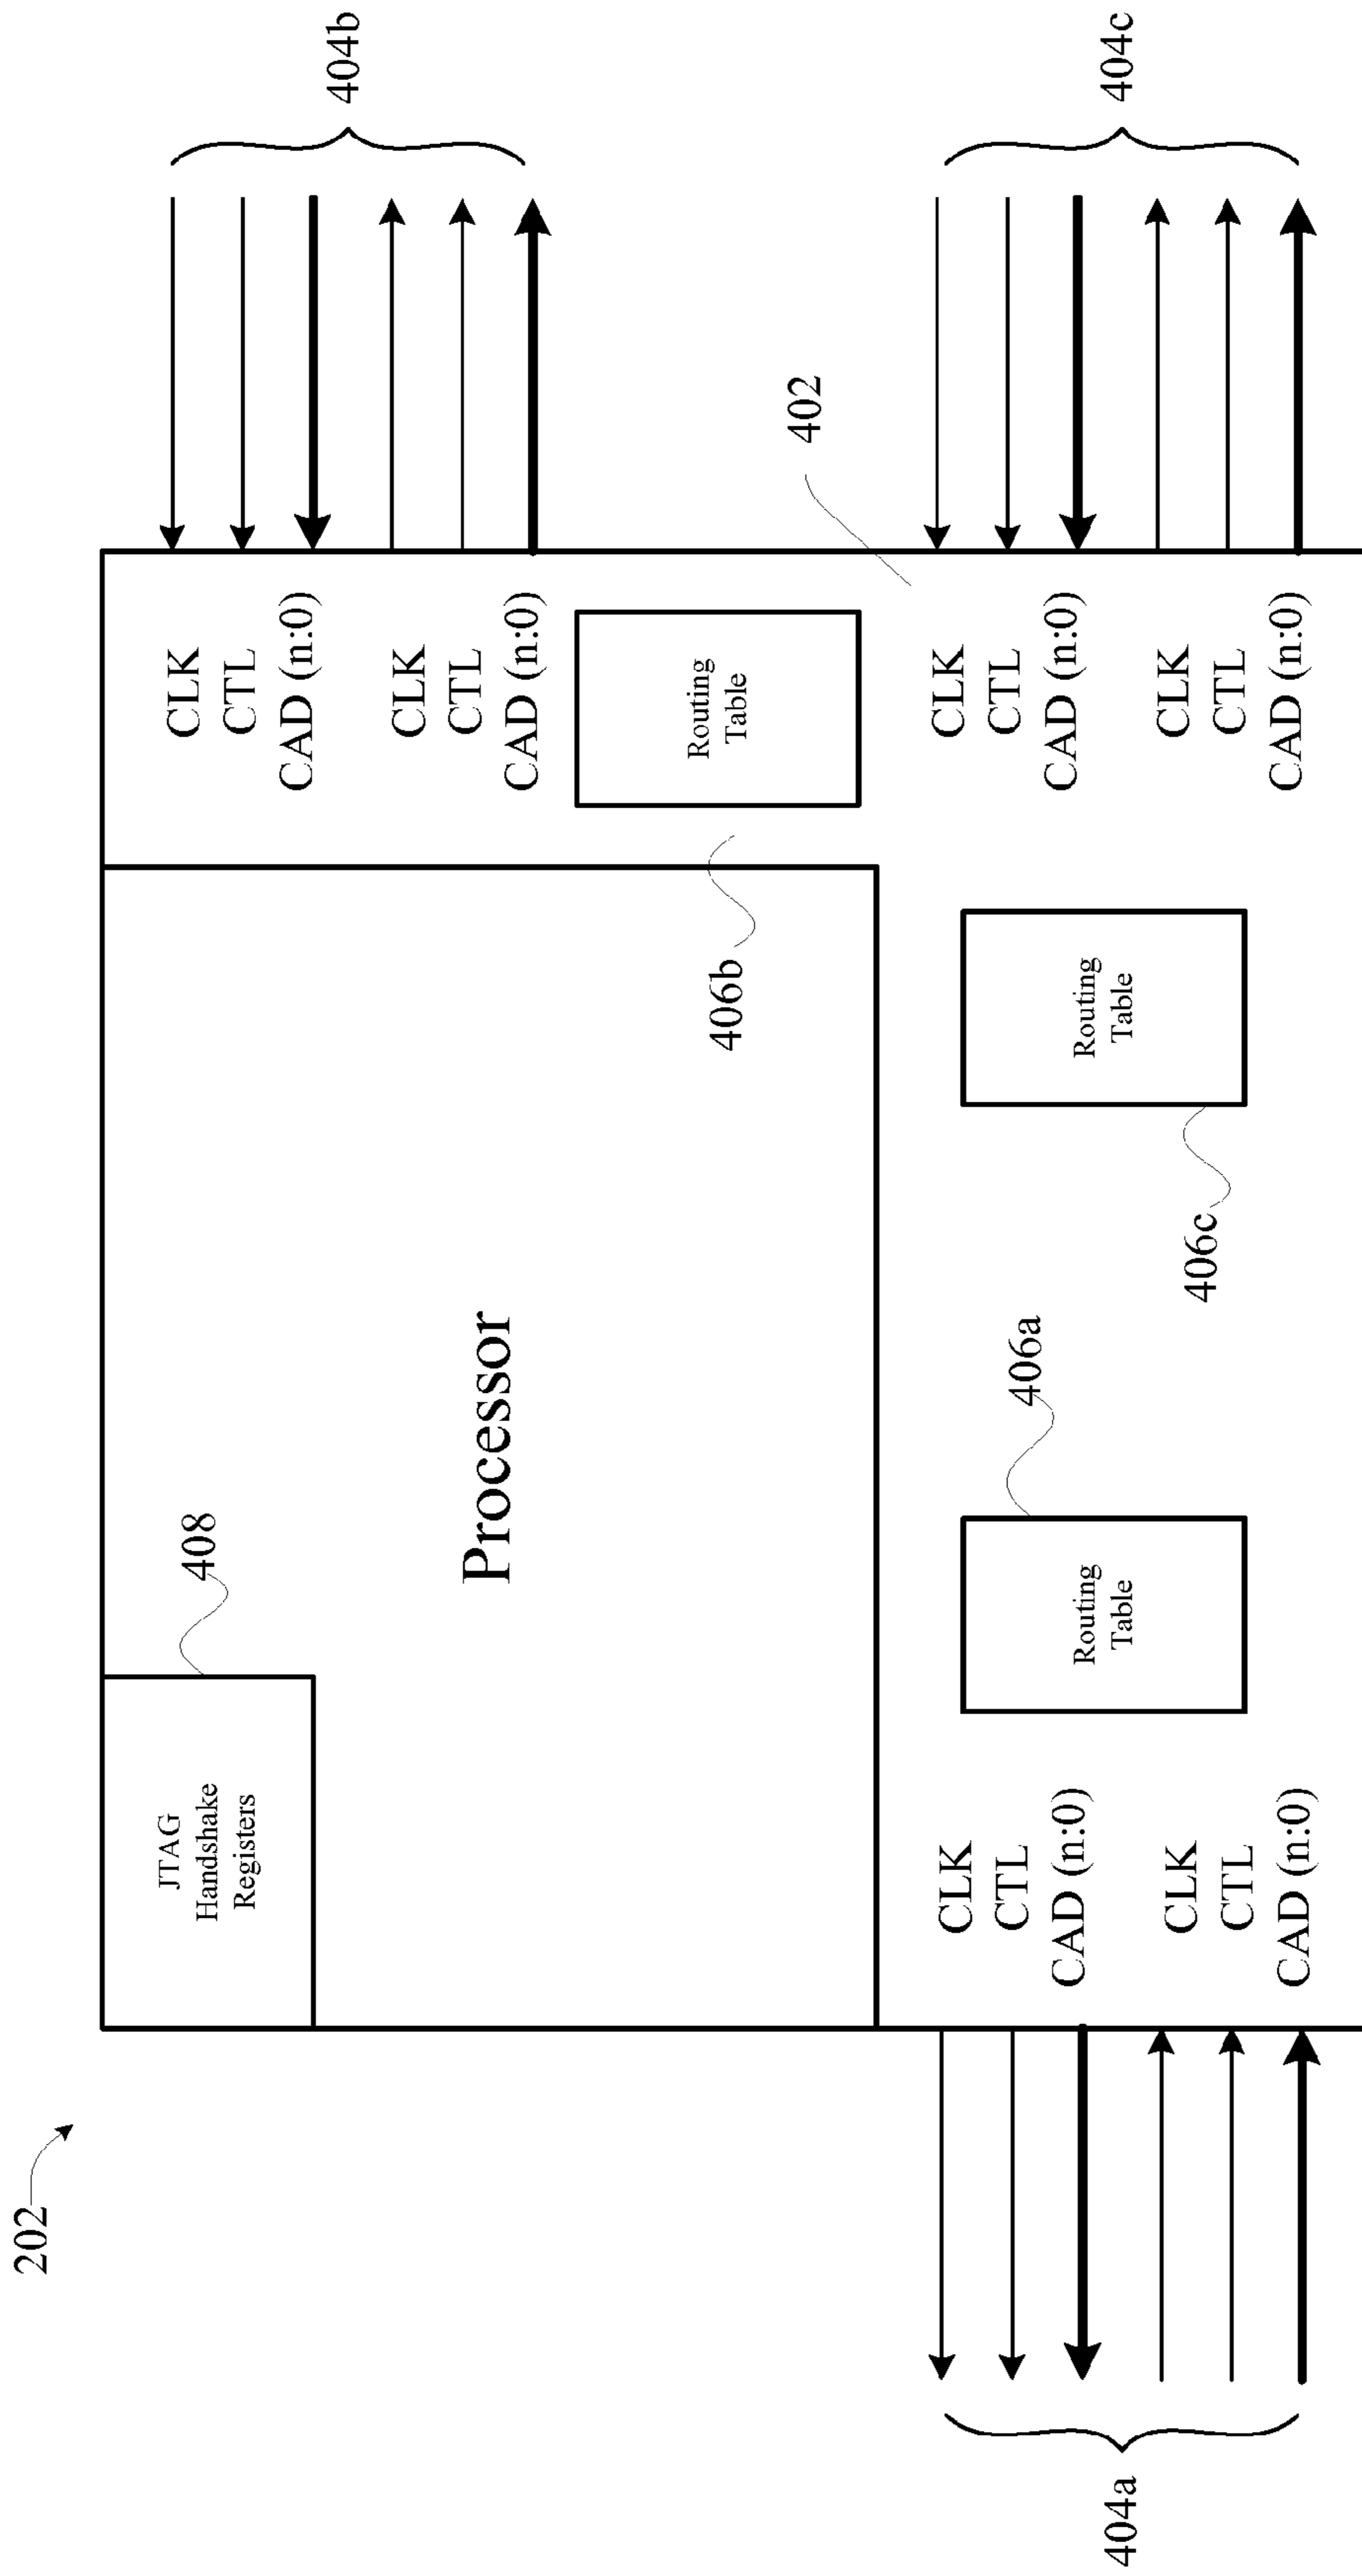 202
JTAG
Handshake
Registers
408
Processor
CLK
CTL
CAD (n:0)
CLK
CTL
CAD (n:0)
404b
406b
Routing
Table
402
CLK
CTL
CAD (n:0)
CLK
CTL
CAD (n:0)
404a
Routing
Table
406a
406c
Routing
Table
CLK
CTL
CAD (n:0)
CLK
CTL
CAD (n:0)
404c